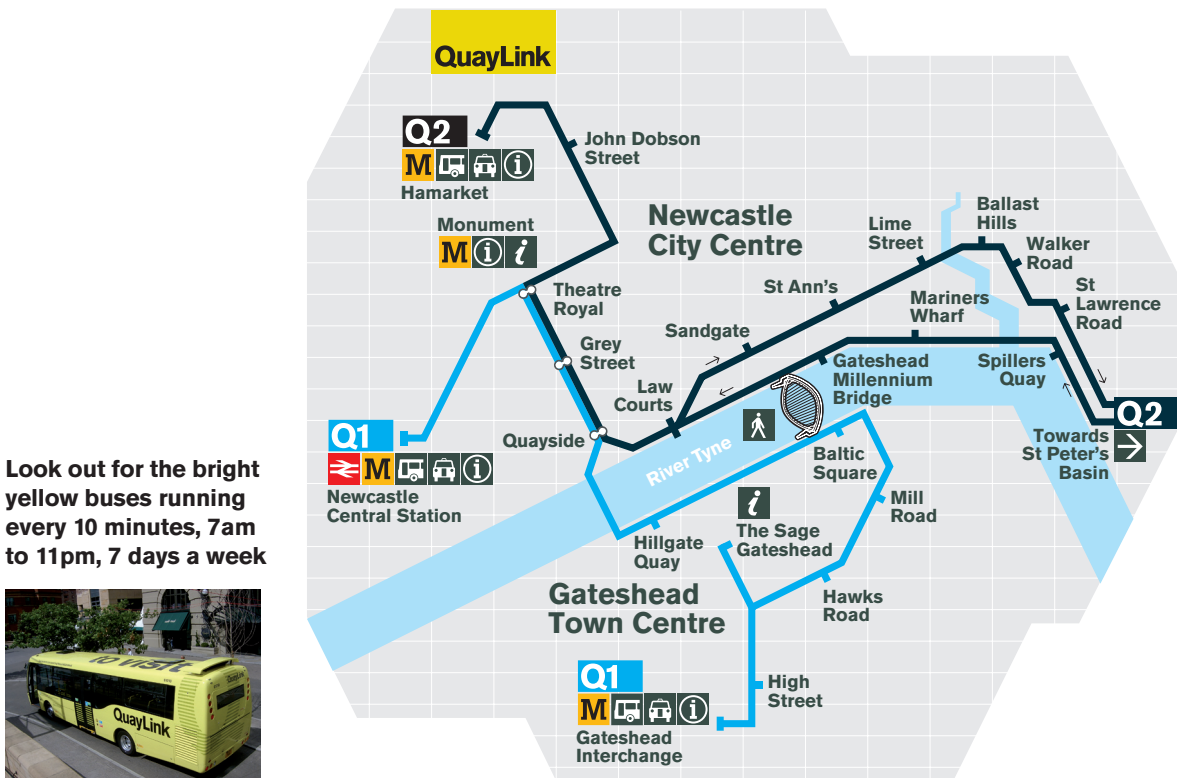 QuayLink
Q2
M
i
Hamarket
John Dobson
Street
Monument
M
i
i
Newcastle
City Centre
Theatre
Royal
Grey
Street
Law
Courts
Quayside
Sandgate
St Ann's
Lime
Street
Ballast
Hills
Walker
Road
St
Lawrence
Road
Mariners
Wharf
Gateshead
Millennium
Bridge
Spillers
Quay
Q2
Towards
St Peter's
Basin
Q1
M
i
Newcastle
Central Station
River Tyne
Baltic
Square
Mill
Road
i
The Sage
Gateshead
Hillgate
Quay
Hawks
Road
Gateshead
Town Centre
Q1
M
i
Gateshead
Interchange
High
Street
Look out for the bright
yellow buses running
every 10 minutes, 7am
to 11pm, 7 days a week
to visit
QuayLink